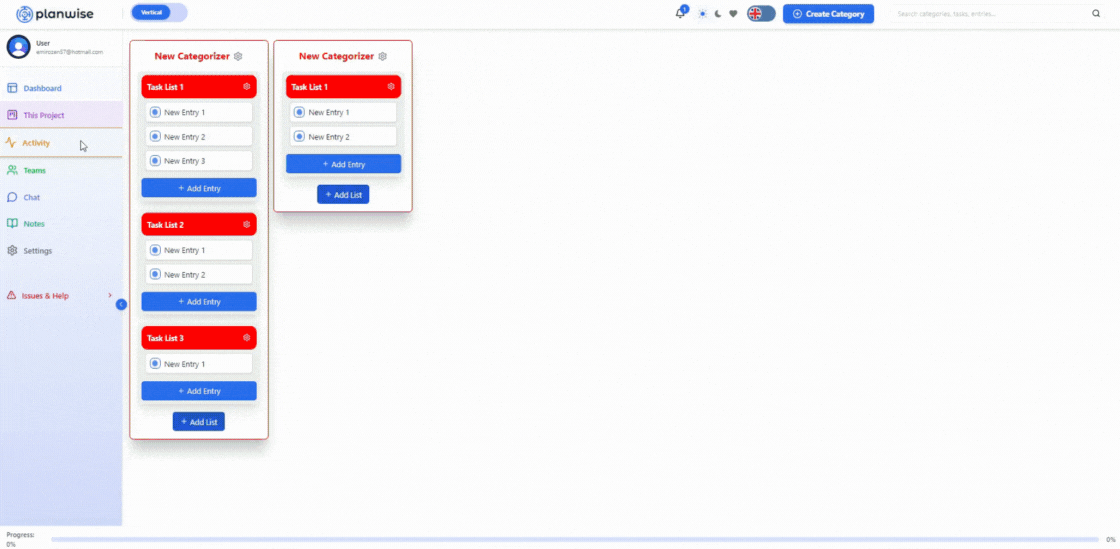 planwise
Vertical
1
Create Category
Search categories, tasks, entries...
User
Dashboard
This Project
Activity
Teams
Chat
Notes
Settings
Issues & Help
New Categorizer
Task List 1
New Entry 1
New Entry 2
New Entry 3
+ Add Entry
Task List 2
New Entry 1
New Entry 2
+ Add Entry
Task List 3
New Entry 1
+ Add Entry
+ Add List
New Categorizer
Task List 1
New Entry 1
New Entry 2
+ Add Entry
+ Add List
Progress:
0%
0%